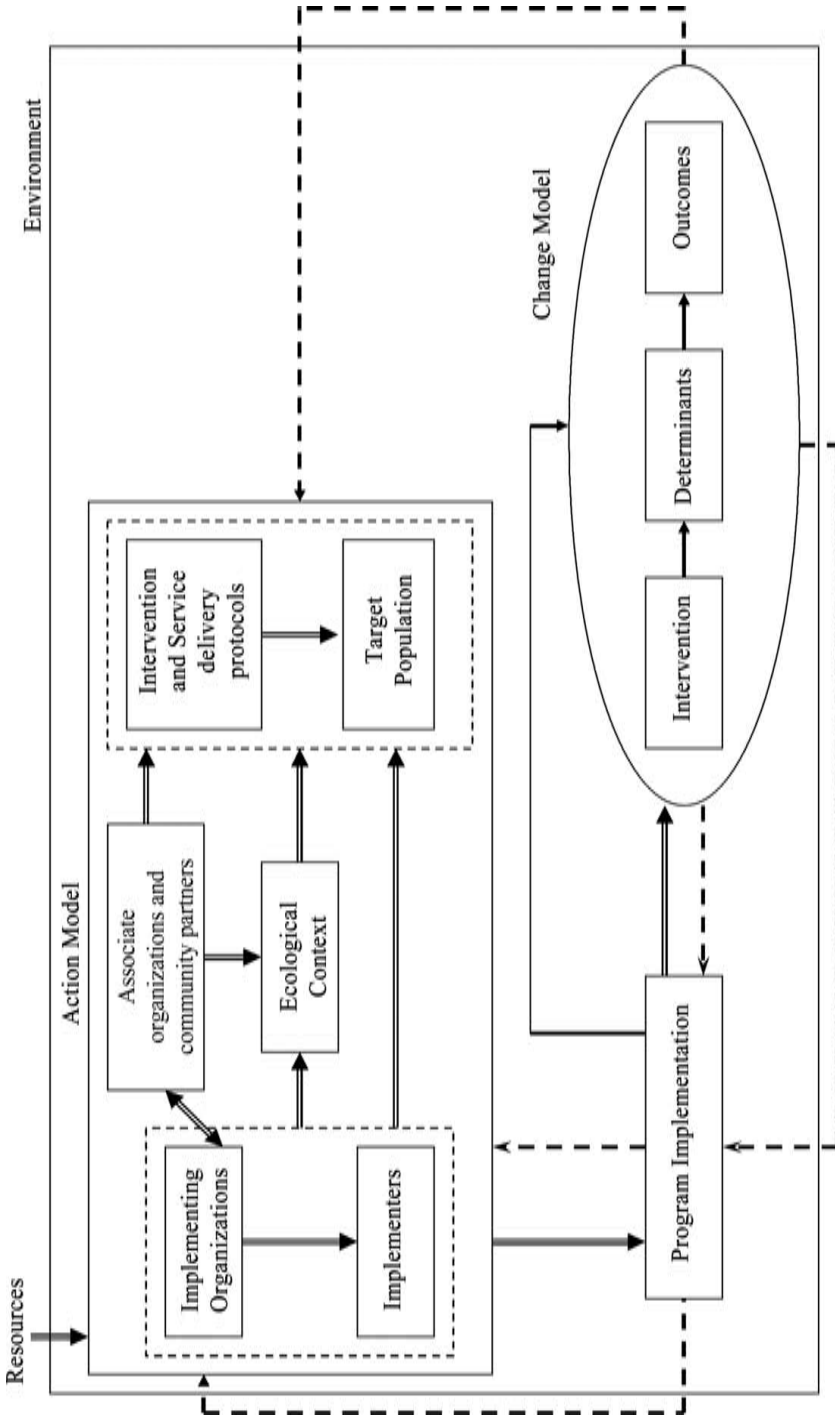 Resources
Environment
Action Model
Implementing
Organizations
Associate
organizations and
community partners
Intervention
and Service
delivery
protocols
Implementers
Ecological
Context
Target
Population
Change Model
Program Implementation
Intervention
Determinants
Outcomes